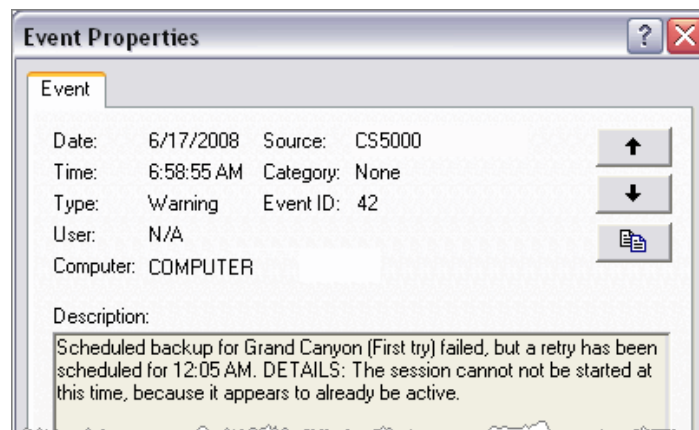 Event Properties
Event
Date: 6/17/2008 Source: CS5000
Time: 6:58:55 AM Category: None
Type: Warning Event ID: 42
User: N/A
Computer: COMPUTER
Description:
Scheduled backup for Grand Canyon (First try) failed, but a retry has been
scheduled for 12:05 AM. DETAILS: The session cannot not be started at
this time, because it appears to already be active.